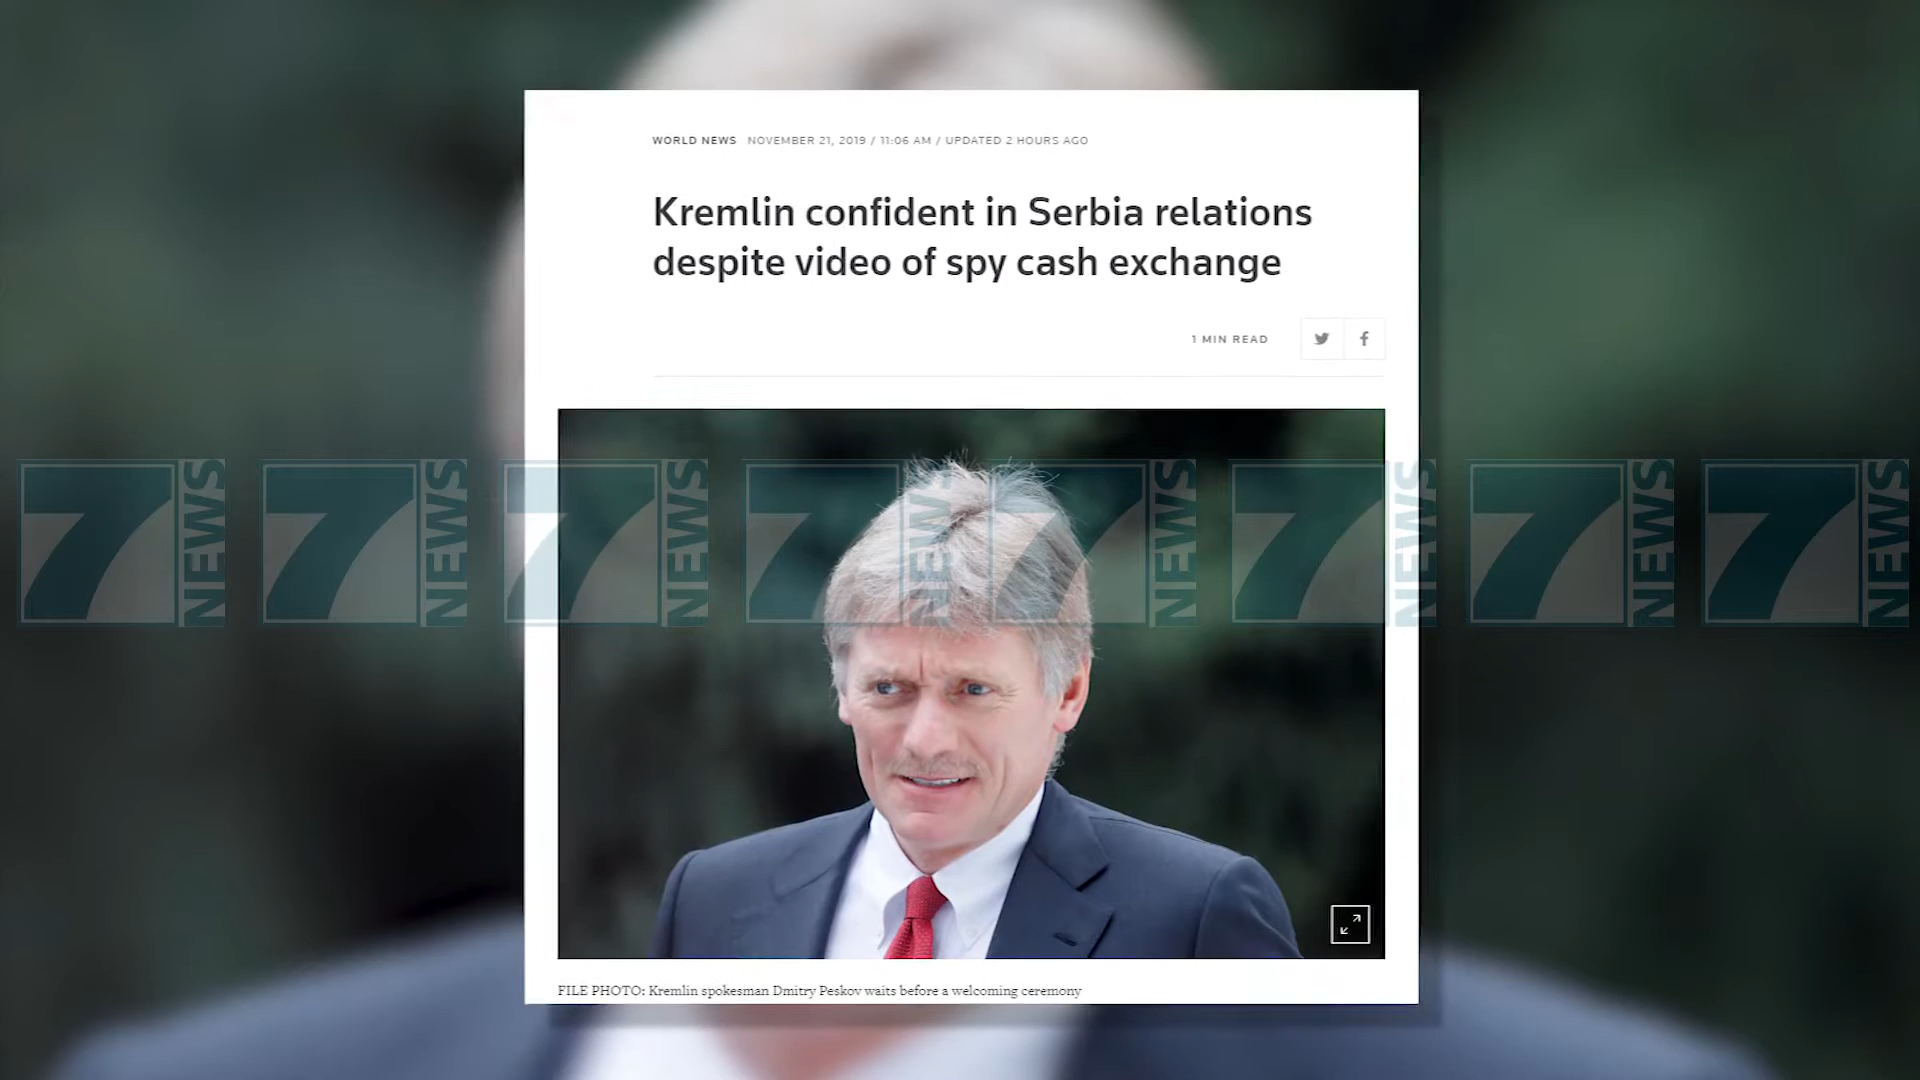 WORLD NEWS NOVEMBER 21, 2019 / 11:06 AM / UPDATED 2 HOURS AGO
Kremlin confident in Serbia relations
despite video of spy cash exchange
1 MIN READ
7 NEWS 7 NEWS 7 NEWS 7 NEWS 7 NEWS 7 NEWS 7 NEWS 7 NEWS
FILE PHOTO: Kremlin spokesman Dmitry Peskov waits before a welcoming ceremony